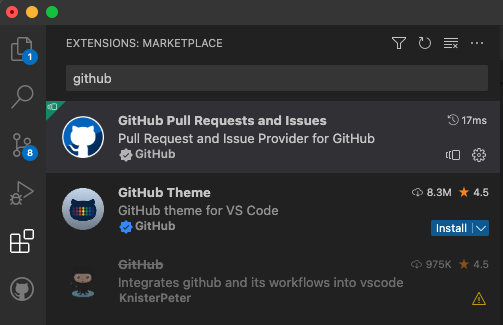 EXTENSIONS: MARKETPLACE
1
github
GitHub Pull Requests and Issues 17ms
Pull Request and Issue Provider for GitHub
GitHub
8
GitHub Theme 8.3M 4.5
GitHub theme for VS Code
GitHub Install
GitHub 975K 4.5
Integrates github and its workflows into vscode
KnisterPeter